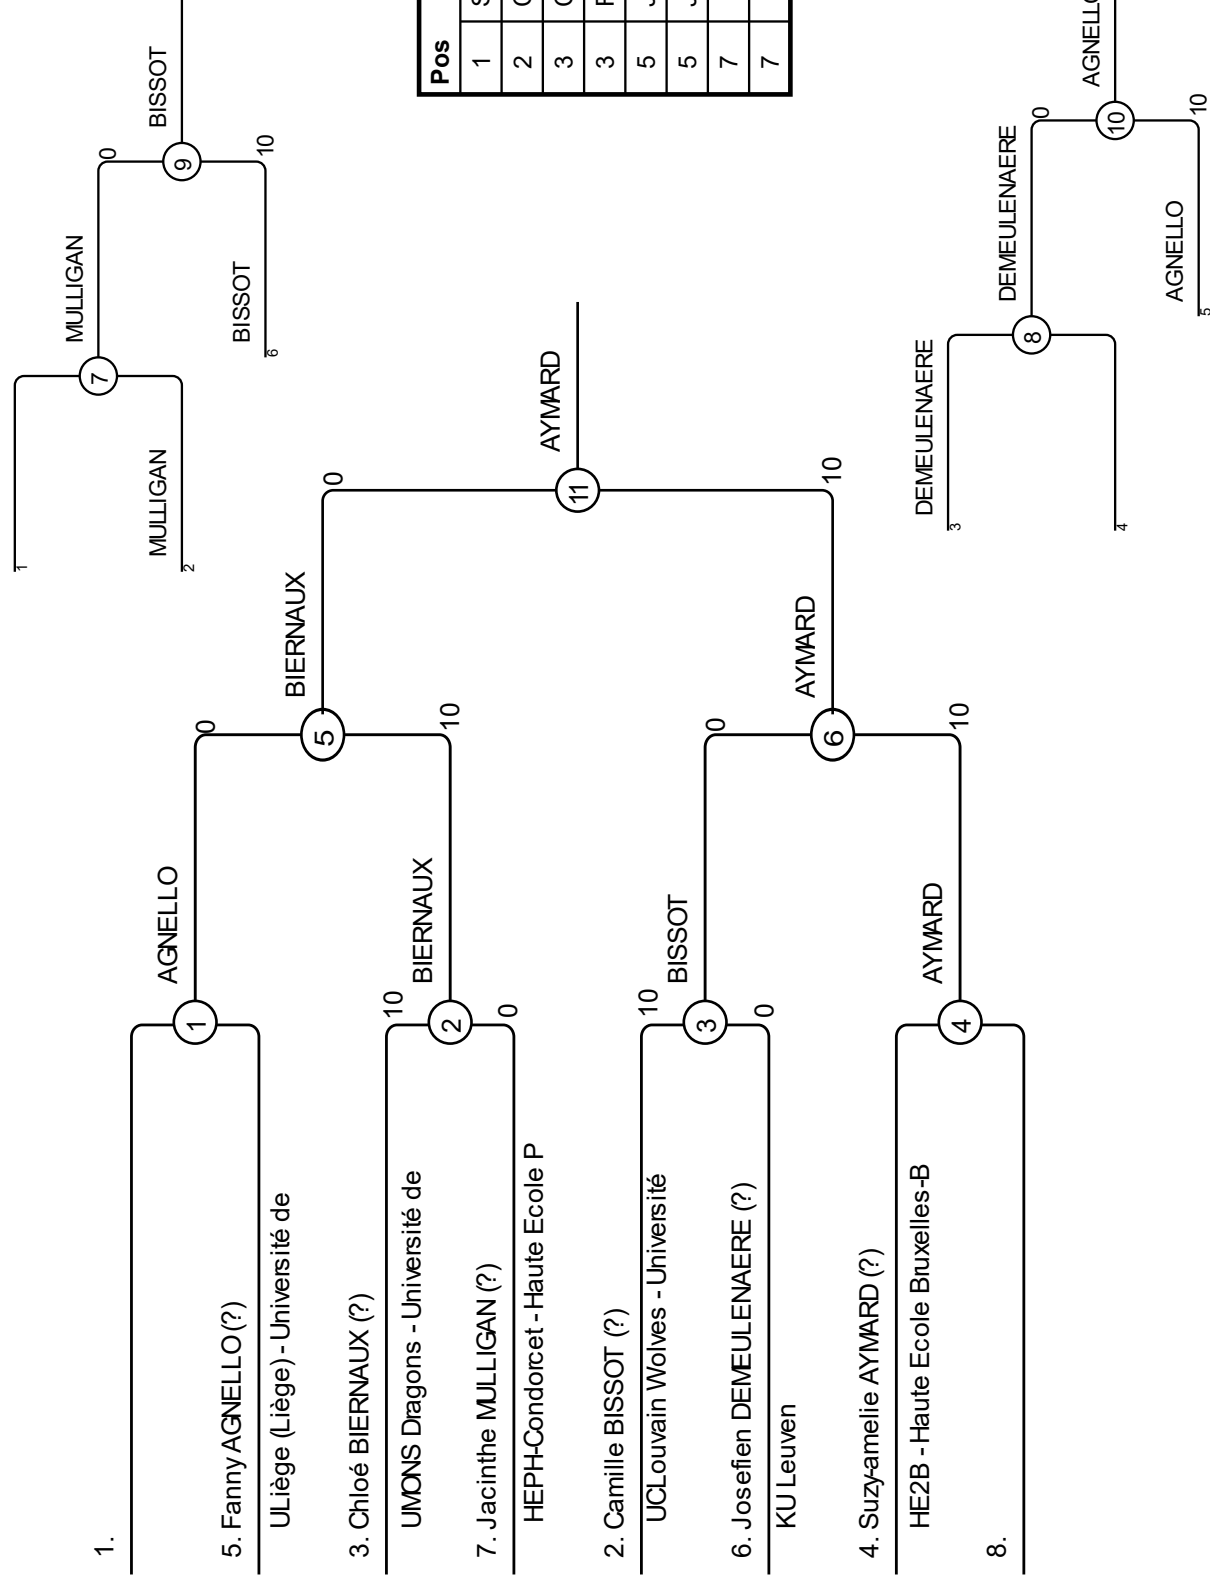 1.
5. Fanny AGNELLO (?)
ULiège (Liège) - Université de
3. Chloé BIERNAUX (?)
UMONS Dragons - Université de
7. Jacinthe MULLIGAN (?)
HEPH-Condorcet - Haute Ecole P
2. Camille BISSOT (?)
UCLouvain Wolves - Université
6. Josefien DEMEULENAERE (?)
KU Leuven
4. Suzy-amelie AYMARD (?)
HE2B - Haute Ecole Bruxelles-B
8.
1
AGNELLO
10
2
0
BIERNAUX
10
3
0
BISSOT
4
AYMARD
0
5
10
BIERNAUX
0
6
10
AYMARD
0
11
10
AYMARD
1
MULLIGAN
2
7
MULLIGAN
BISSOT
6
0
9
10
BISSOT
DEMEULENAERE
3
4
8
DEMEULENAERE
AGNELLO
5
0
10
10
AGNELLO
Pos
1
2
3
3
5
5
7
7